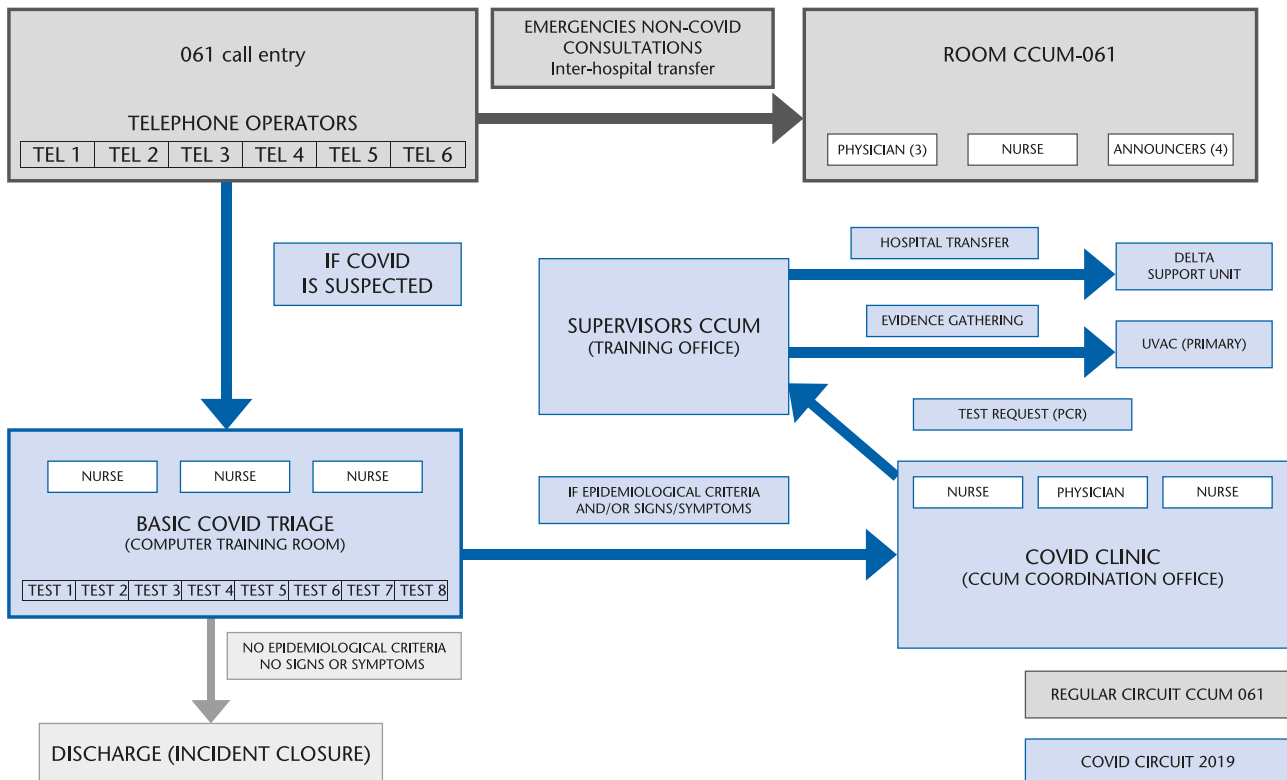 061 call entry
TELEPHONE OPERATORS
TEL 1 TEL 2 TEL 3 TEL 4 TEL 5 TEL 6
EMERGENCIES NON-COVID
CONSULTATIONS
Inter-hospital transfer
ROOM CCUM-061
PHYSICIAN (3)
NURSE
ANNOUNCERS (4)
IF COVID
IS SUSPECTED
SUPERVISORS CCUM
(TRAINING OFFICE)
HOSPITAL TRANSFER
DELTA
SUPPORT UNIT
EVIDENCE GATHERING
UVAC (PRIMARY)
TEST REQUEST (PCR)
NURSE
NURSE
NURSE
BASIC COVID TRIAGE
(COMPUTER TRAINING ROOM)
TEST 1 TEST 2 TEST 3 TEST 4 TEST 5 TEST 6 TEST 7 TEST 8
IF EPIDEMIOLOGICAL CRITERIA
AND/OR SIGNS/SYMPTOMS
NURSE
PHYSICIAN
NURSE
COVID CLINIC
(CCUM COORDINATION OFFICE)
NO EPIDEMIOLOGICAL CRITERIA
NO SIGNS OR SYMPTOMS
DISCHARGE (INCIDENT CLOSURE)
REGULAR CIRCUIT CCUM 061
COVID CIRCUIT 2019